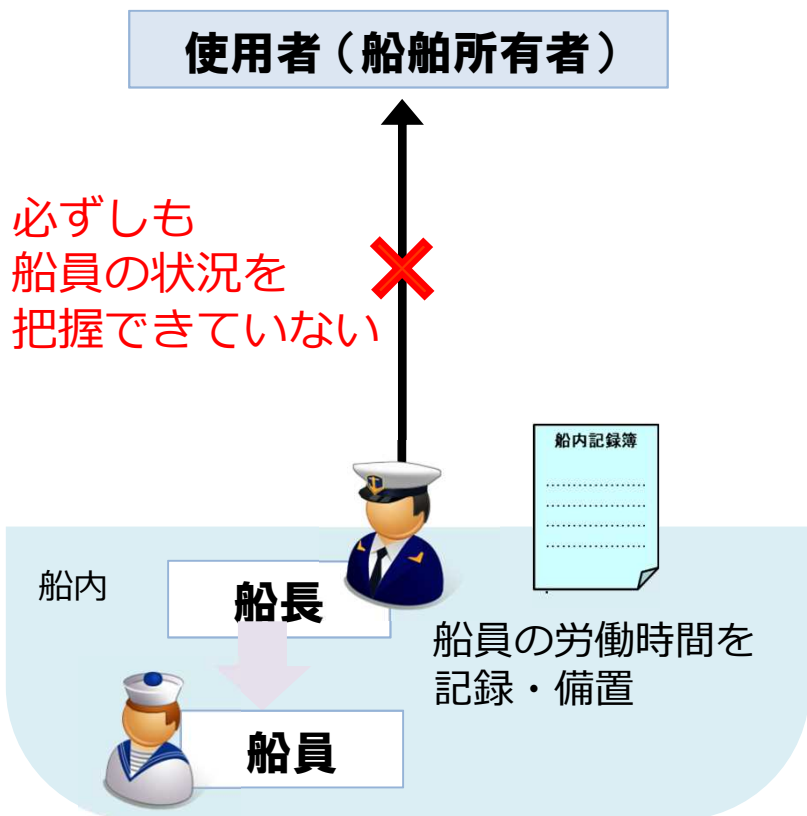 使用者（船舶所有者）
必ずしも
船員の状況を
把握できていない
船内記録簿
船内
船長
船員の労働時間を
記録・備置
船員